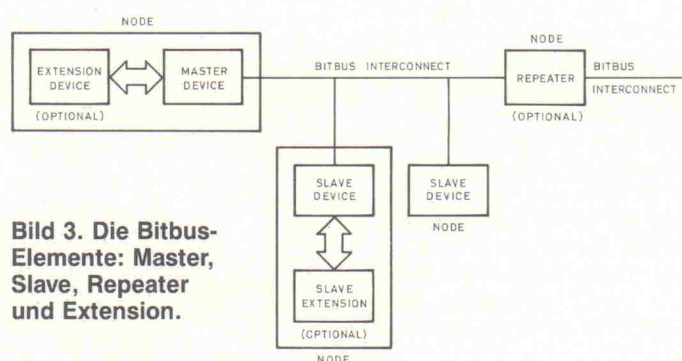 NODE
EXTENSION
DEVICE
(OPTIONAL)
MASTER
DEVICE
BITBUS INTERCONNECT
NODE
REPEATER
(OPTIONAL)
BITBUS
INTERCONNECT
SLAVE
DEVICE
SLAVE
EXTENSION
(OPTIONAL)
NODE
SLAVE
DEVICE
NODE
Bild 3. Die Bitbus-
Elemente: Master,
Slave, Repeater
und Extension.